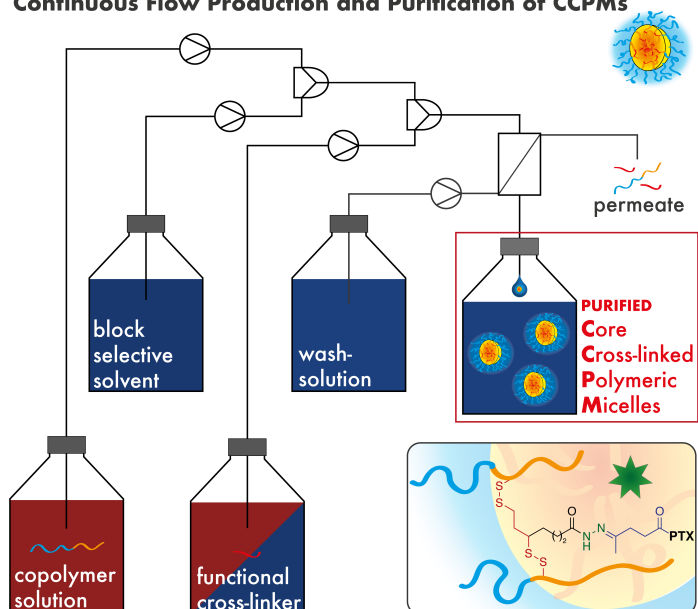 Continuous Flow Production and Purification of CCPMs
permeate
block
selective
solvent
wash-
solution
PURIFIED
Core
Cross-linked
Polymeric
Micelles
copolymer
solution
functional
cross-linker
S
S
S
S
( )2
O
N
H
N
O
PTX